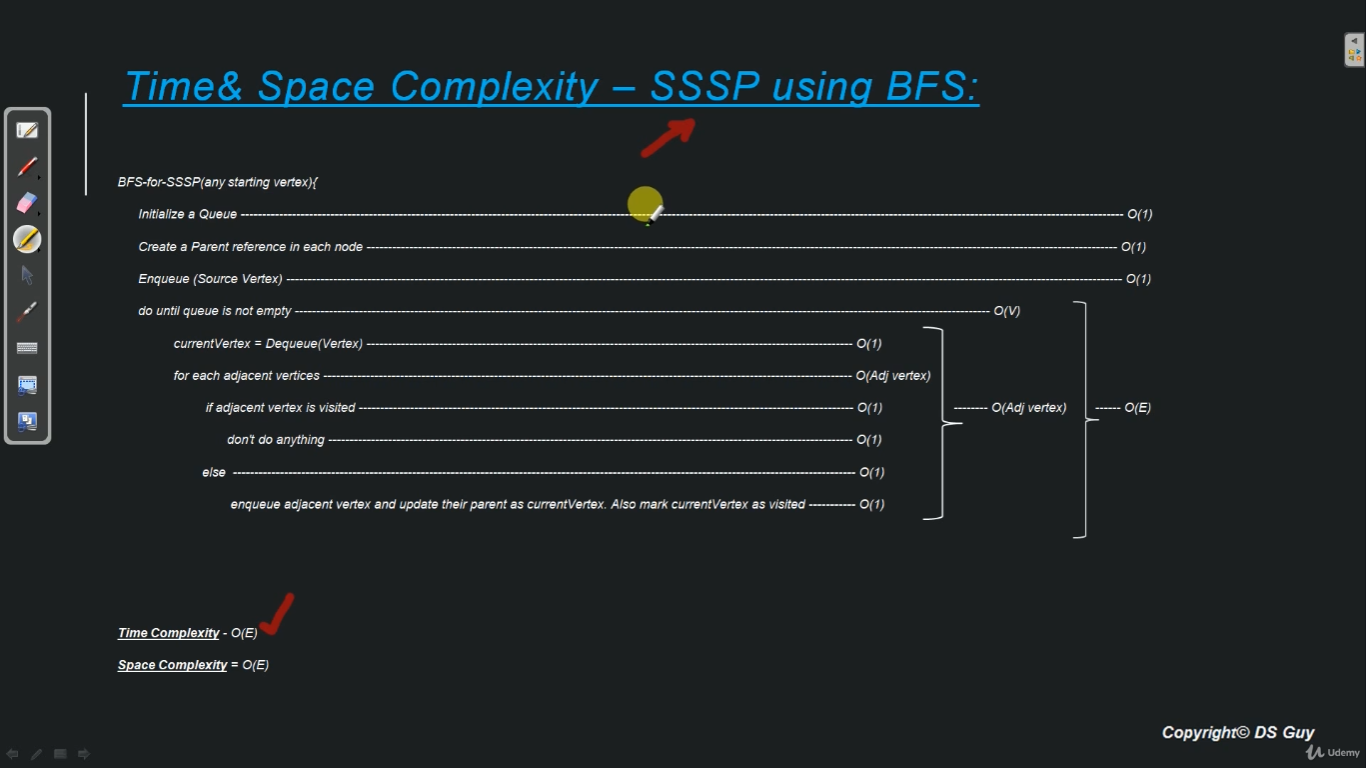 Time& Space Complexity – SSSP using BFS:
BFS-for-SSSP(any starting vertex){
Initialize a Queue ---------- O(1)
Create a Parent reference in each node ---------- O(1)
Enqueue (Source Vertex) ---------- O(1)
do until queue is not empty ---------- O(V)
currentVertex = Dequeue(Vertex) ---------- O(1)
for each adjacent vertices ---------- O(Adj vertex)
if adjacent vertex is visited ---------- O(1) -------- O(Adj vertex) ------ O(E)
don't do anything ---------- O(1)
else ---------- O(1)
enqueue adjacent vertex and update their parent as currentVertex. Also mark currentVertex as visited ----------- O(1)
Time Complexity - O(E)
Space Complexity = O(E)
Copyright© DS Guy
Udemy